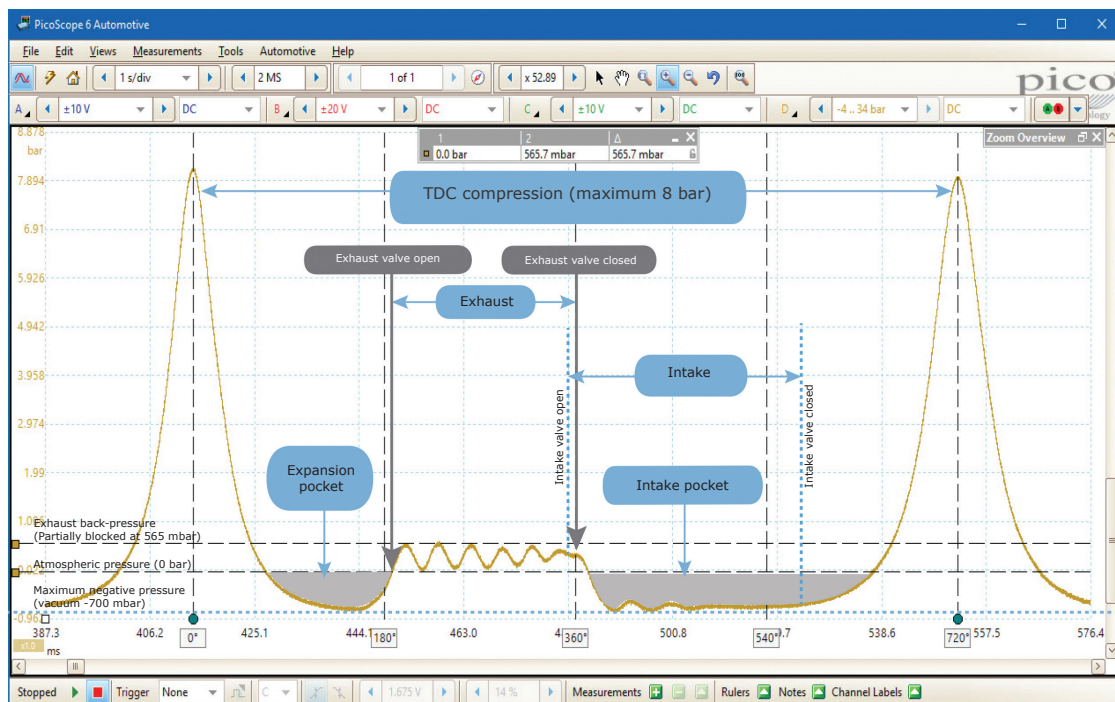 PicoScope 6 Automotive
File Edit Views Measurements Tools Automotive Help
1 s/div 2 MS 1 of 1 x 52.89
pico
A ±10 V DC B ±20 V DC C ±10 V DC D -4 .. 34 bar DC
8.878
bar
Zoom Overview
1 2 Δ
0.0 bar 565.7 mbar 565.7 mbar
7.894
TDC compression (maximum 8 bar)
6.91
Exhaust valve open Exhaust valve closed
5.926
Exhaust
4.942
3.958
Intake
2.974
Intake valve open
Intake valve closed
1.99
Expansion
pocket
Intake pocket
Exhaust back-pressure
(Partially blocked at 565 mbar)
Atmospheric pressure (0 bar)
Maximum negative pressure
(vacuum -700 mbar)
387.3 406.2 0° 425.1 444.1 180° 463.0 360° 500.8 540° 538.6 720° 557.5 576.4
x1.0 ms
Stopped Trigger None C 1.675 V 14 % Measurements Rulers Notes Channel Labels